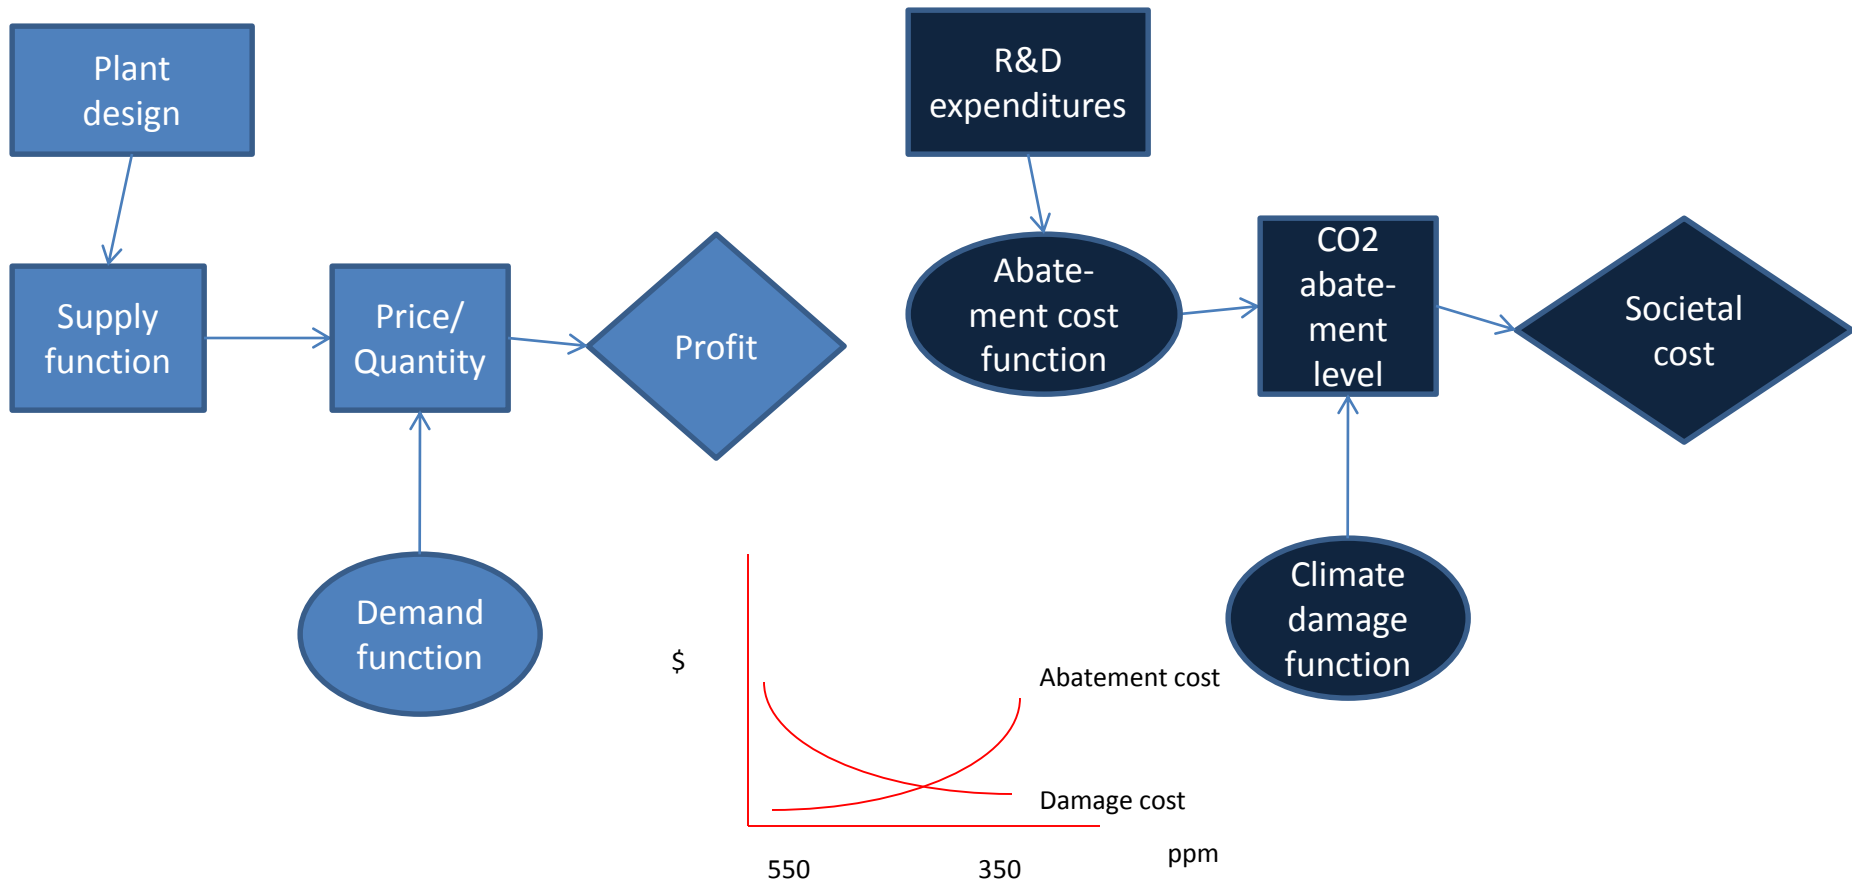 Plant
design
Supply
function
Price/
Quantity
Profit
Demand
function
R&D
expenditures
Abate-
ment cost
function
CO2
abate-
ment
level
Societal
cost
Climate
damage
function
$
Abatement cost
Damage cost
550
350
ppm